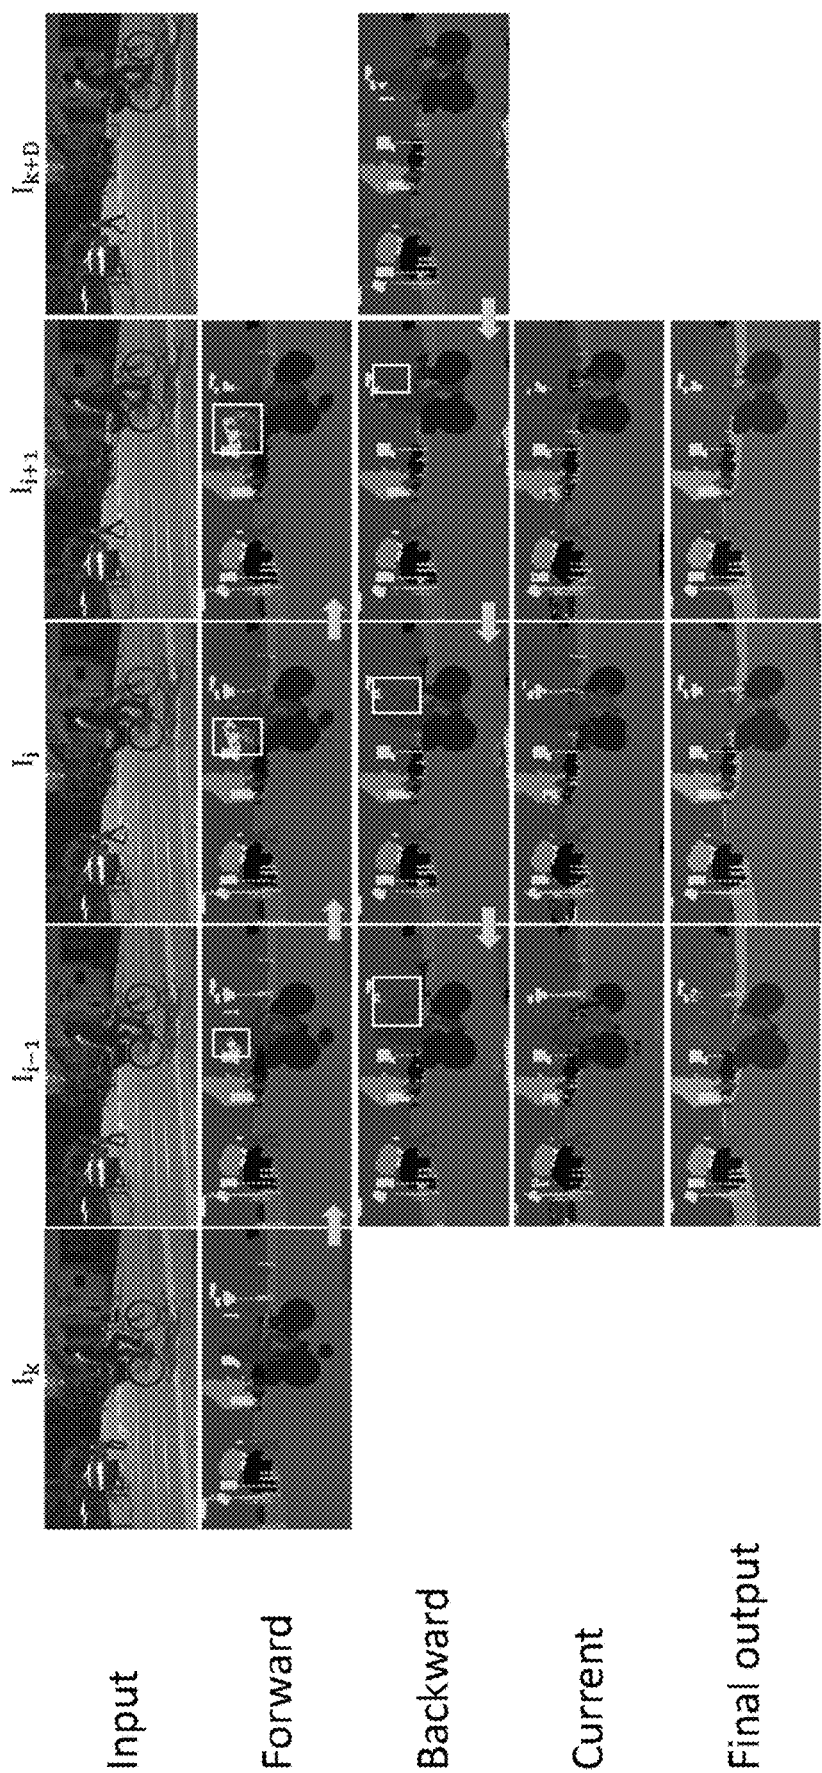 I_k I_{i-1} I_i I_{i+1} I_{k+D}
Input
Forward
Backward
Current
Final output